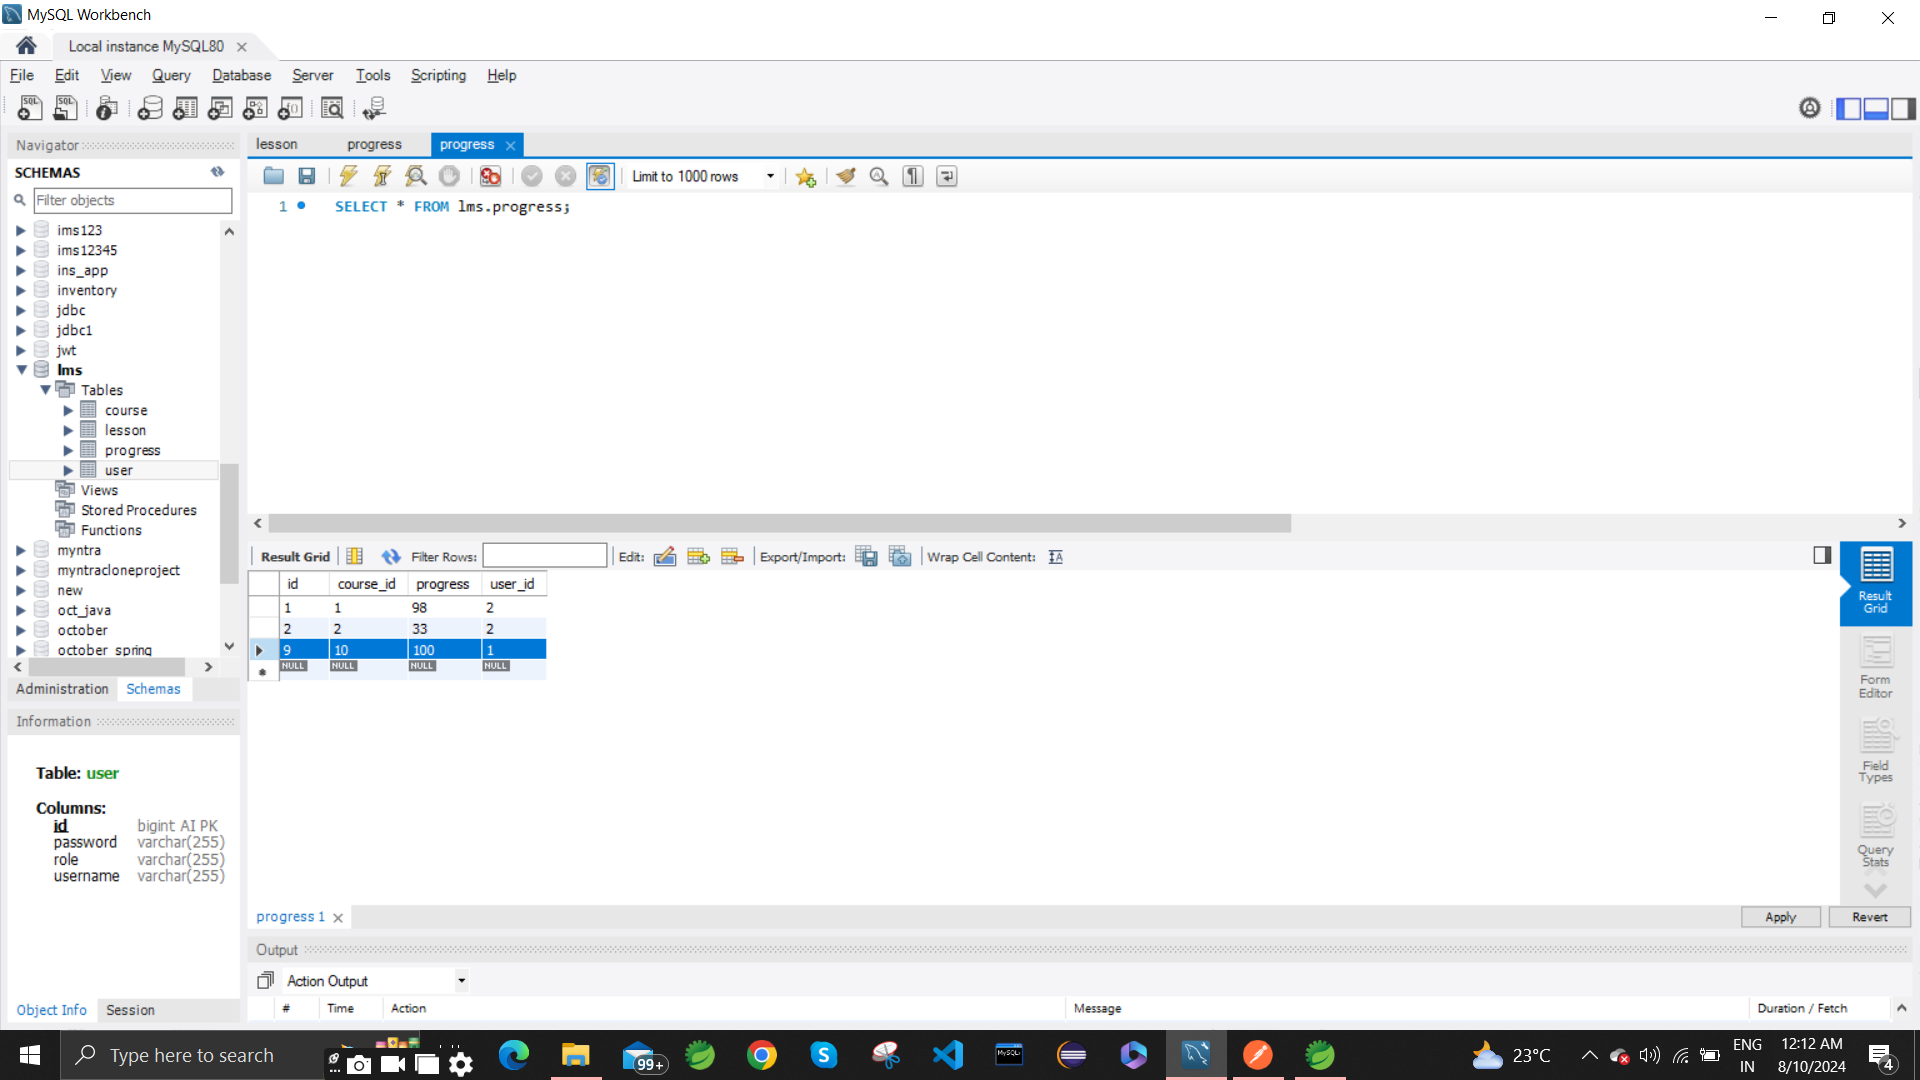 MySQL Workbench
Local instance MySQL80
File Edit View Query Database Server Tools Scripting Help
Navigator
SCHEMAS
Filter objects
ims123
ims12345
ins_app
inventory
jdbc
jdbc1
jwt
lms
Tables
course
lesson
progress
user
Views
Stored Procedures
Functions
myntra
myntracloneproject
new
oct_java
october
october_spring
Administration Schemas
Information
Table: user
Columns:
id bigint AI PK
password varchar(255)
role varchar(255)
username varchar(255)
Object Info Session
lesson progress progress
Limit to 1000 rows
1 SELECT * FROM lms.progress;
Result Grid Filter Rows: Edit: Export/Import: Wrap Cell Content:
id course_id progress user_id
1 1 98 2
2 2 33 2
9 10 100 1
NULL NULL NULL NULL
Result Grid
Form Editor
Field Types
Query Stats
progress 1 Apply Revert
Output
Action Output
# Time Action Message Duration / Fetch
Type here to search 99+ 23°C ENG IN 12:12 AM 8/10/2024 4